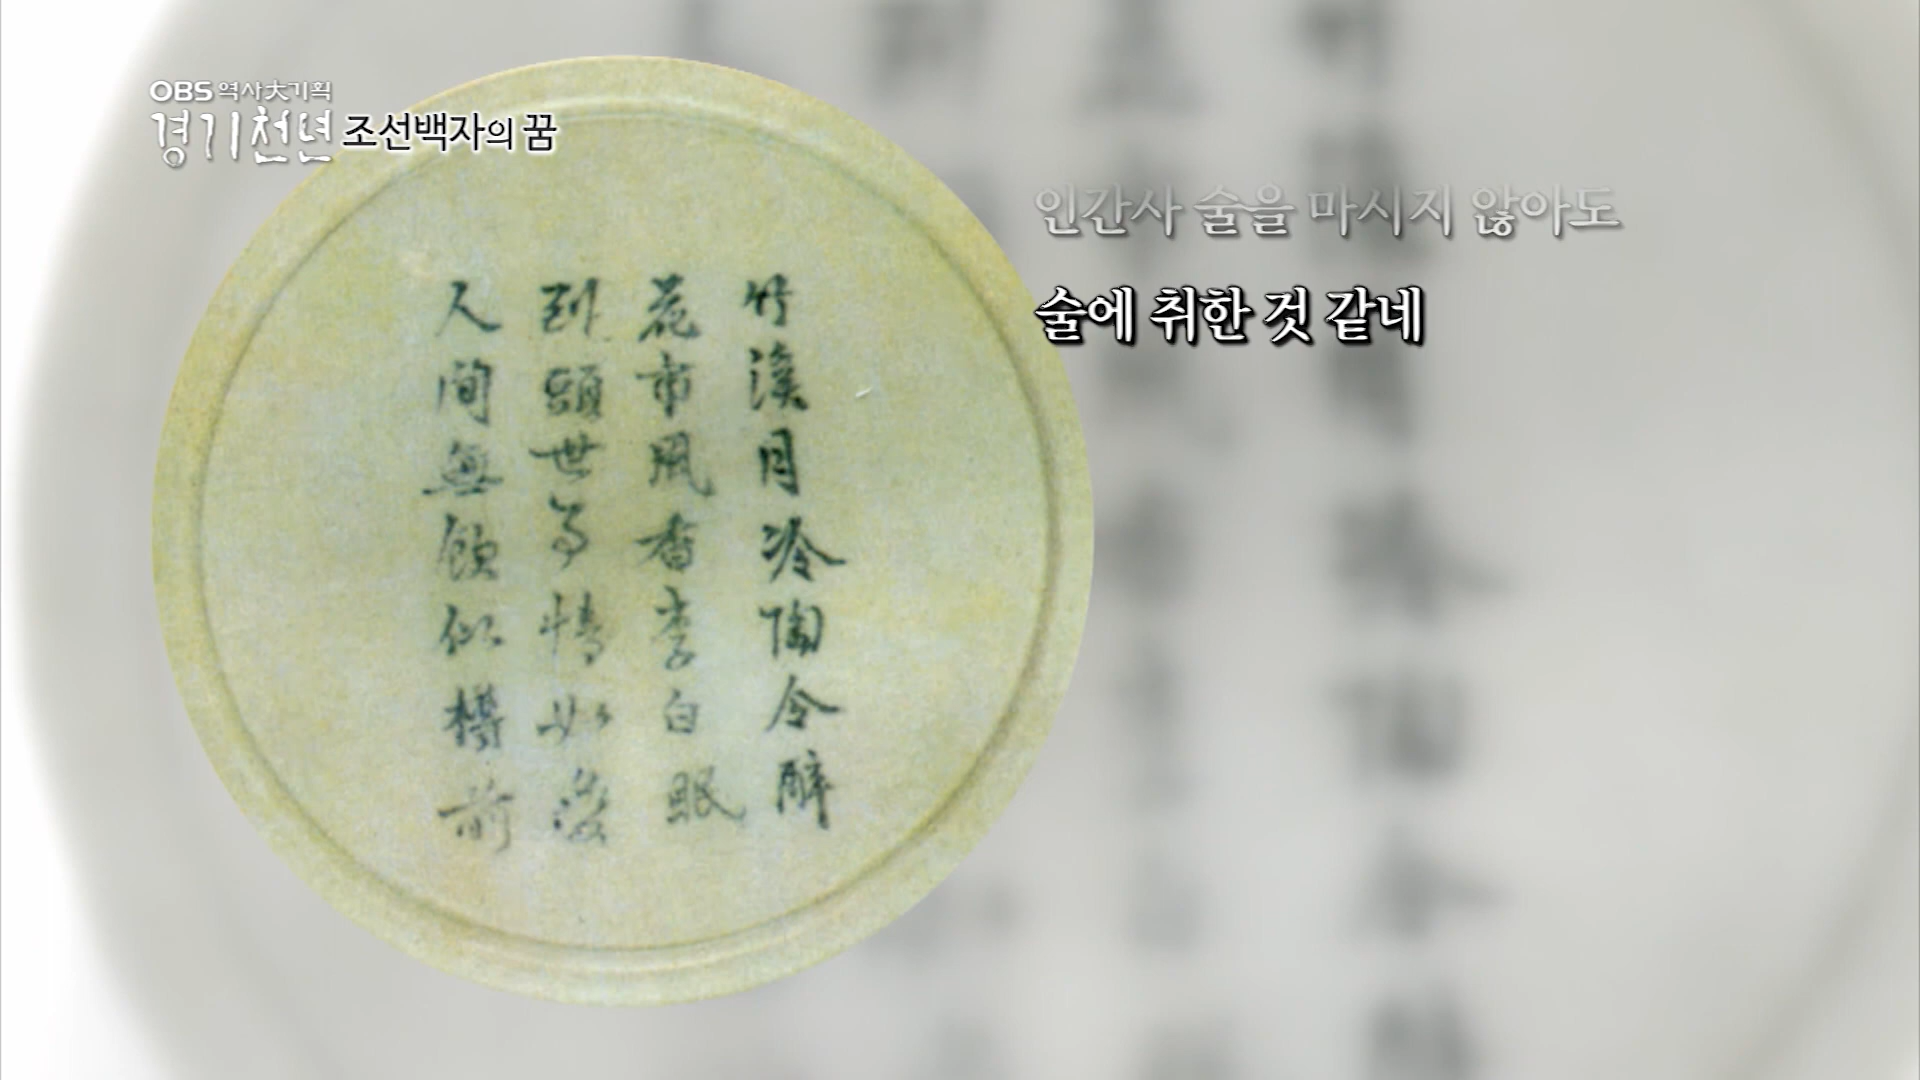 OBS 역사大기획
경기천년 조선백자의 꿈
인간사 술을 마시지 않아도
술에 취한 것 같네
竹溪月冷陶令醉
花市風香李白眠
到頭世事情如
人間無 似樽前